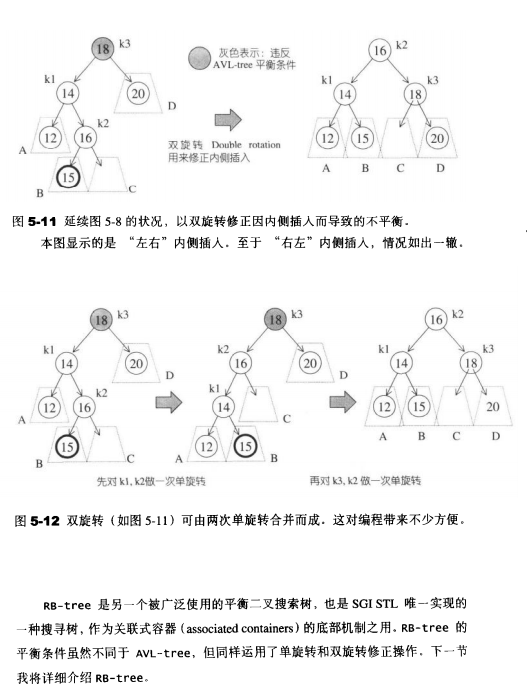 18 k3
灰色表示：违反
AVL-tree 平衡条件
16 k2
k1
14
20
D
k1
14
k3
18
k2
A
12
16
双旋转 Double rotation
用来修正内侧插入
12
15
20
A
B
C
D
B
15
C
图 5-11 延续图 5-8 的状况，以双旋转修正因内侧插入而导致的不平衡。
本图显示的是 “左右”内侧插入。至于 “右左”内侧插入，情况如出一辙。
18 k3
18 k3
16 k2
k1
14
20
D
k2
16
20
D
k1
14
k3
18
k2
A
12
16
k1
14
C
12
15
20
A
B
C
D
B
15
C
A
12
15
B
先对 k1, k2做一次单旋转
再对 k3, k2 做一次单旋转
图 5-12 双旋转（如图 5-11）可由两次单旋转合并而成。这对编程带来不少方便。
RB-tree 是另一个被广泛使用的平衡二叉搜索树，也是 SGI STL 唯一实现的
一种搜寻树，作为关联式容器（associated containers）的底部机制之用。RB-tree 的
平衡条件虽然不同于 AVL-tree，但同样运用了单旋转和双旋转修正操作。下一节
我将详细介绍 RB-tree。